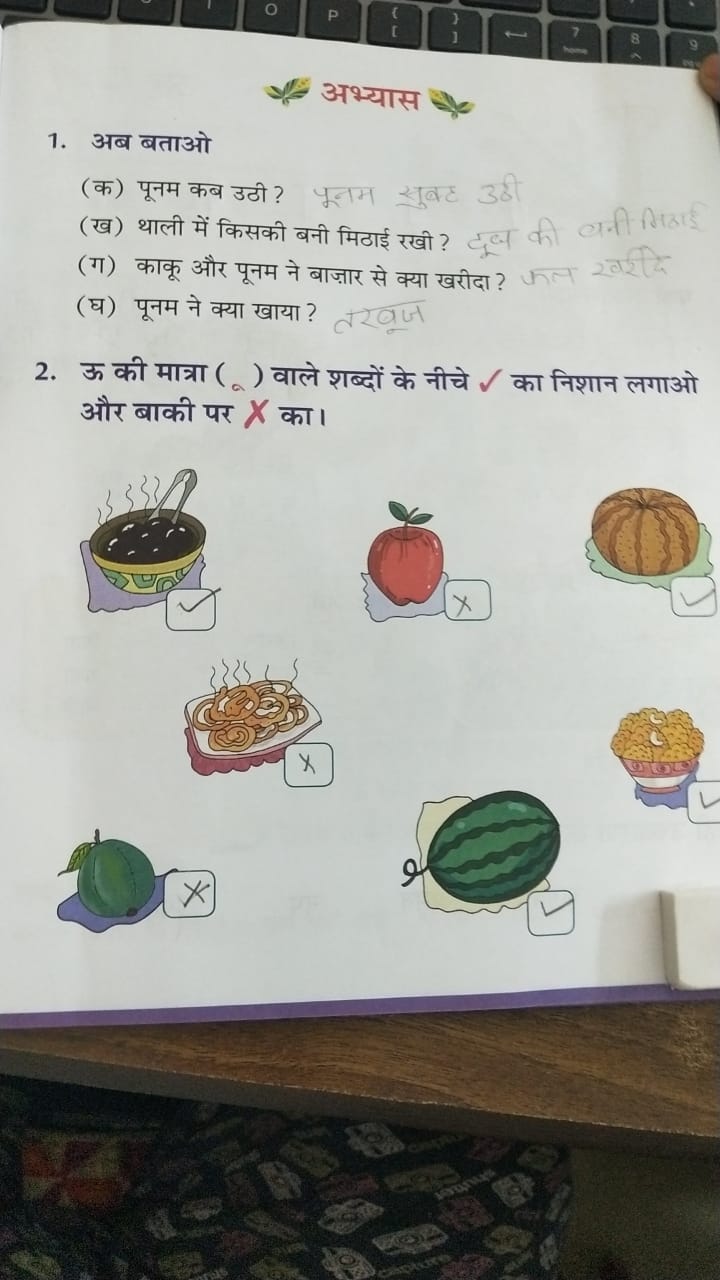 O P { [ } ] ← 7 home 8 ^ 9
अभ्यास
1. अब बताओ
(क) पूनम कब उठी? पूनम सुबह उठी
(ख) थाली में किसकी बनी मिठाई रखी? दूध की बनी मिठाई
(ग) काकू और पूनम ने बाज़ार से क्या खरीदा? फल खरीदे
(घ) पूनम ने क्या खाया? तरबूज
2. ऊ की मात्रा ( ू ) वाले शब्दों के नीचे ✓ का निशान लगाओ
और बाकी पर ✗ का।